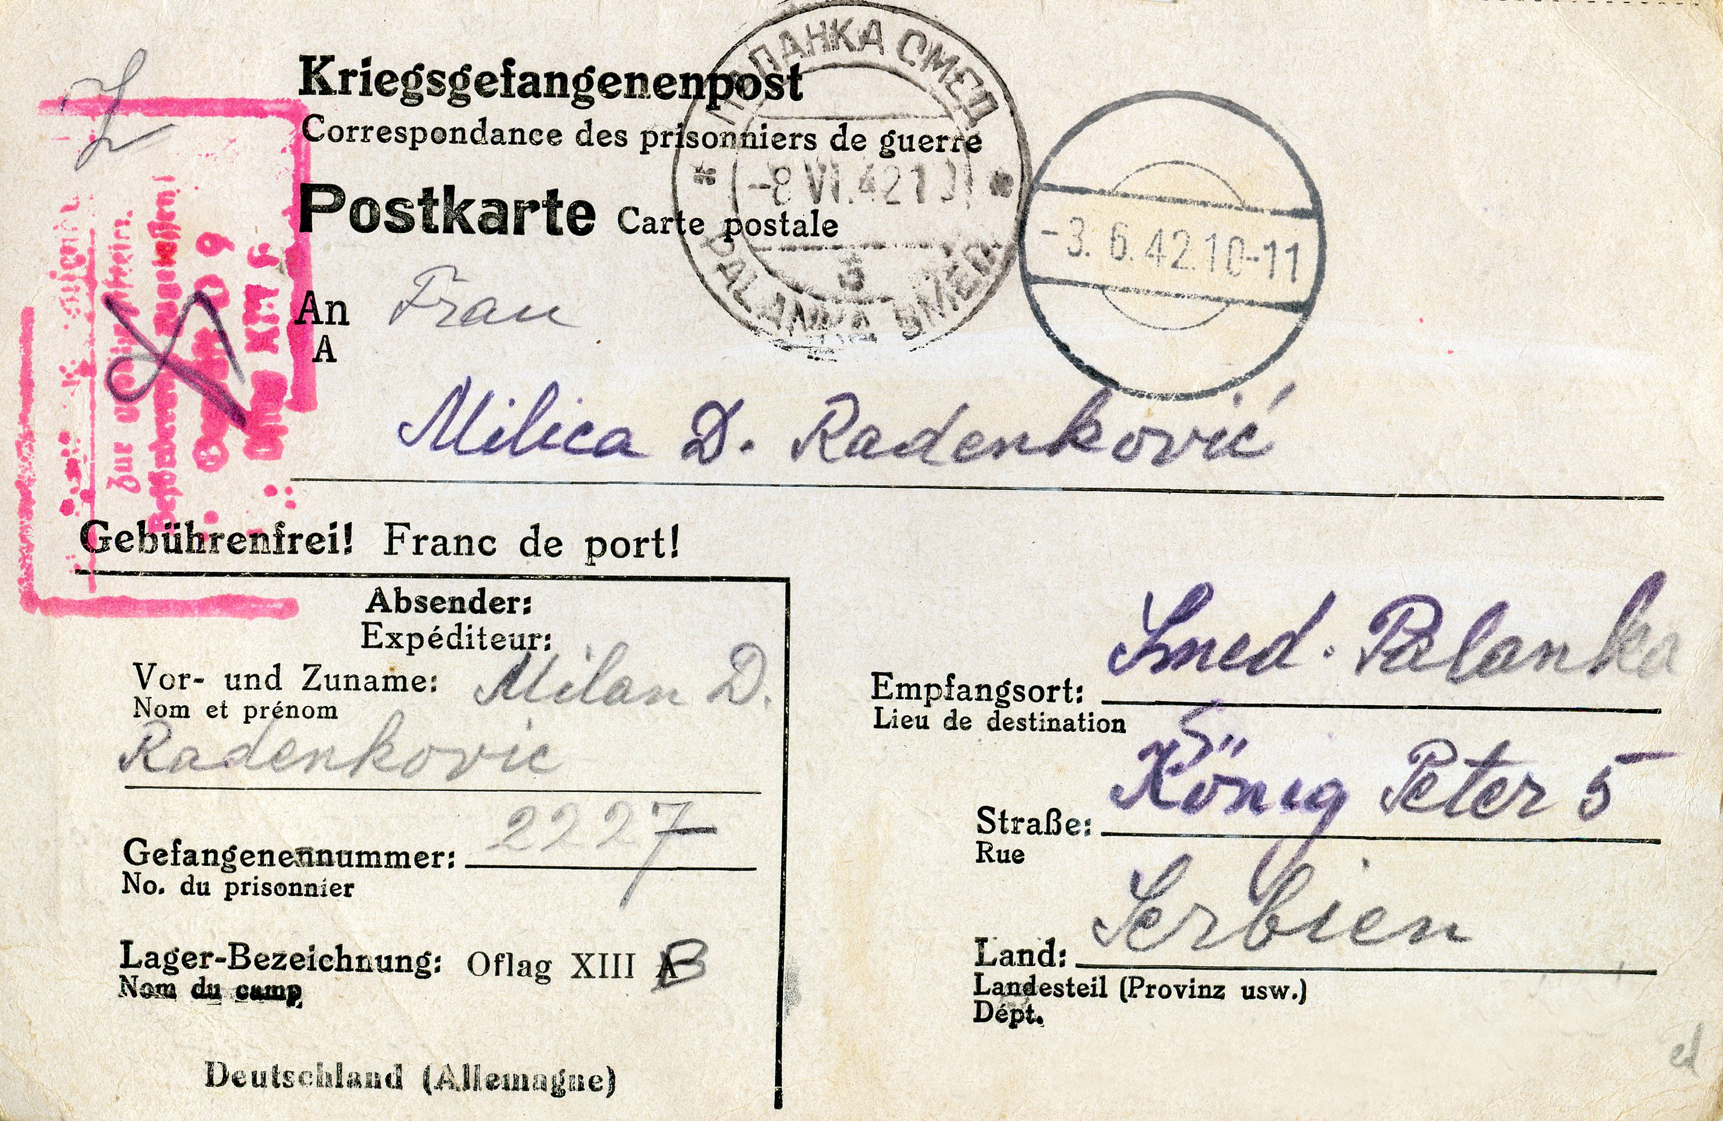 Kriegsgefangenenpost
Correspondance des prisonniers de guerre
Postkarte Carte postale
ПАЛАНКА СМЕД
-8 VI.42
PALANKA SMED
-3.6.42.10-11
An Frau
A
Milica D. Radenković
Gebührenfrei! Franc de port!
Absender:
Expéditeur:
Vor- und Zuname: Milan D.
Nom et prénom
Radenkovic
Gefangenennummer: 2227
No. du prisonnier
Lager-Bezeichnung: Oflag XIII B
Nom du camp
Deutschland (Allemagne)
Smed. Palanka
Empfangsort:
Lieu de destination
König Peter 5
Straße:
Rue
Serbien
Land:
Landesteil (Provinz usw.)
Dépt.